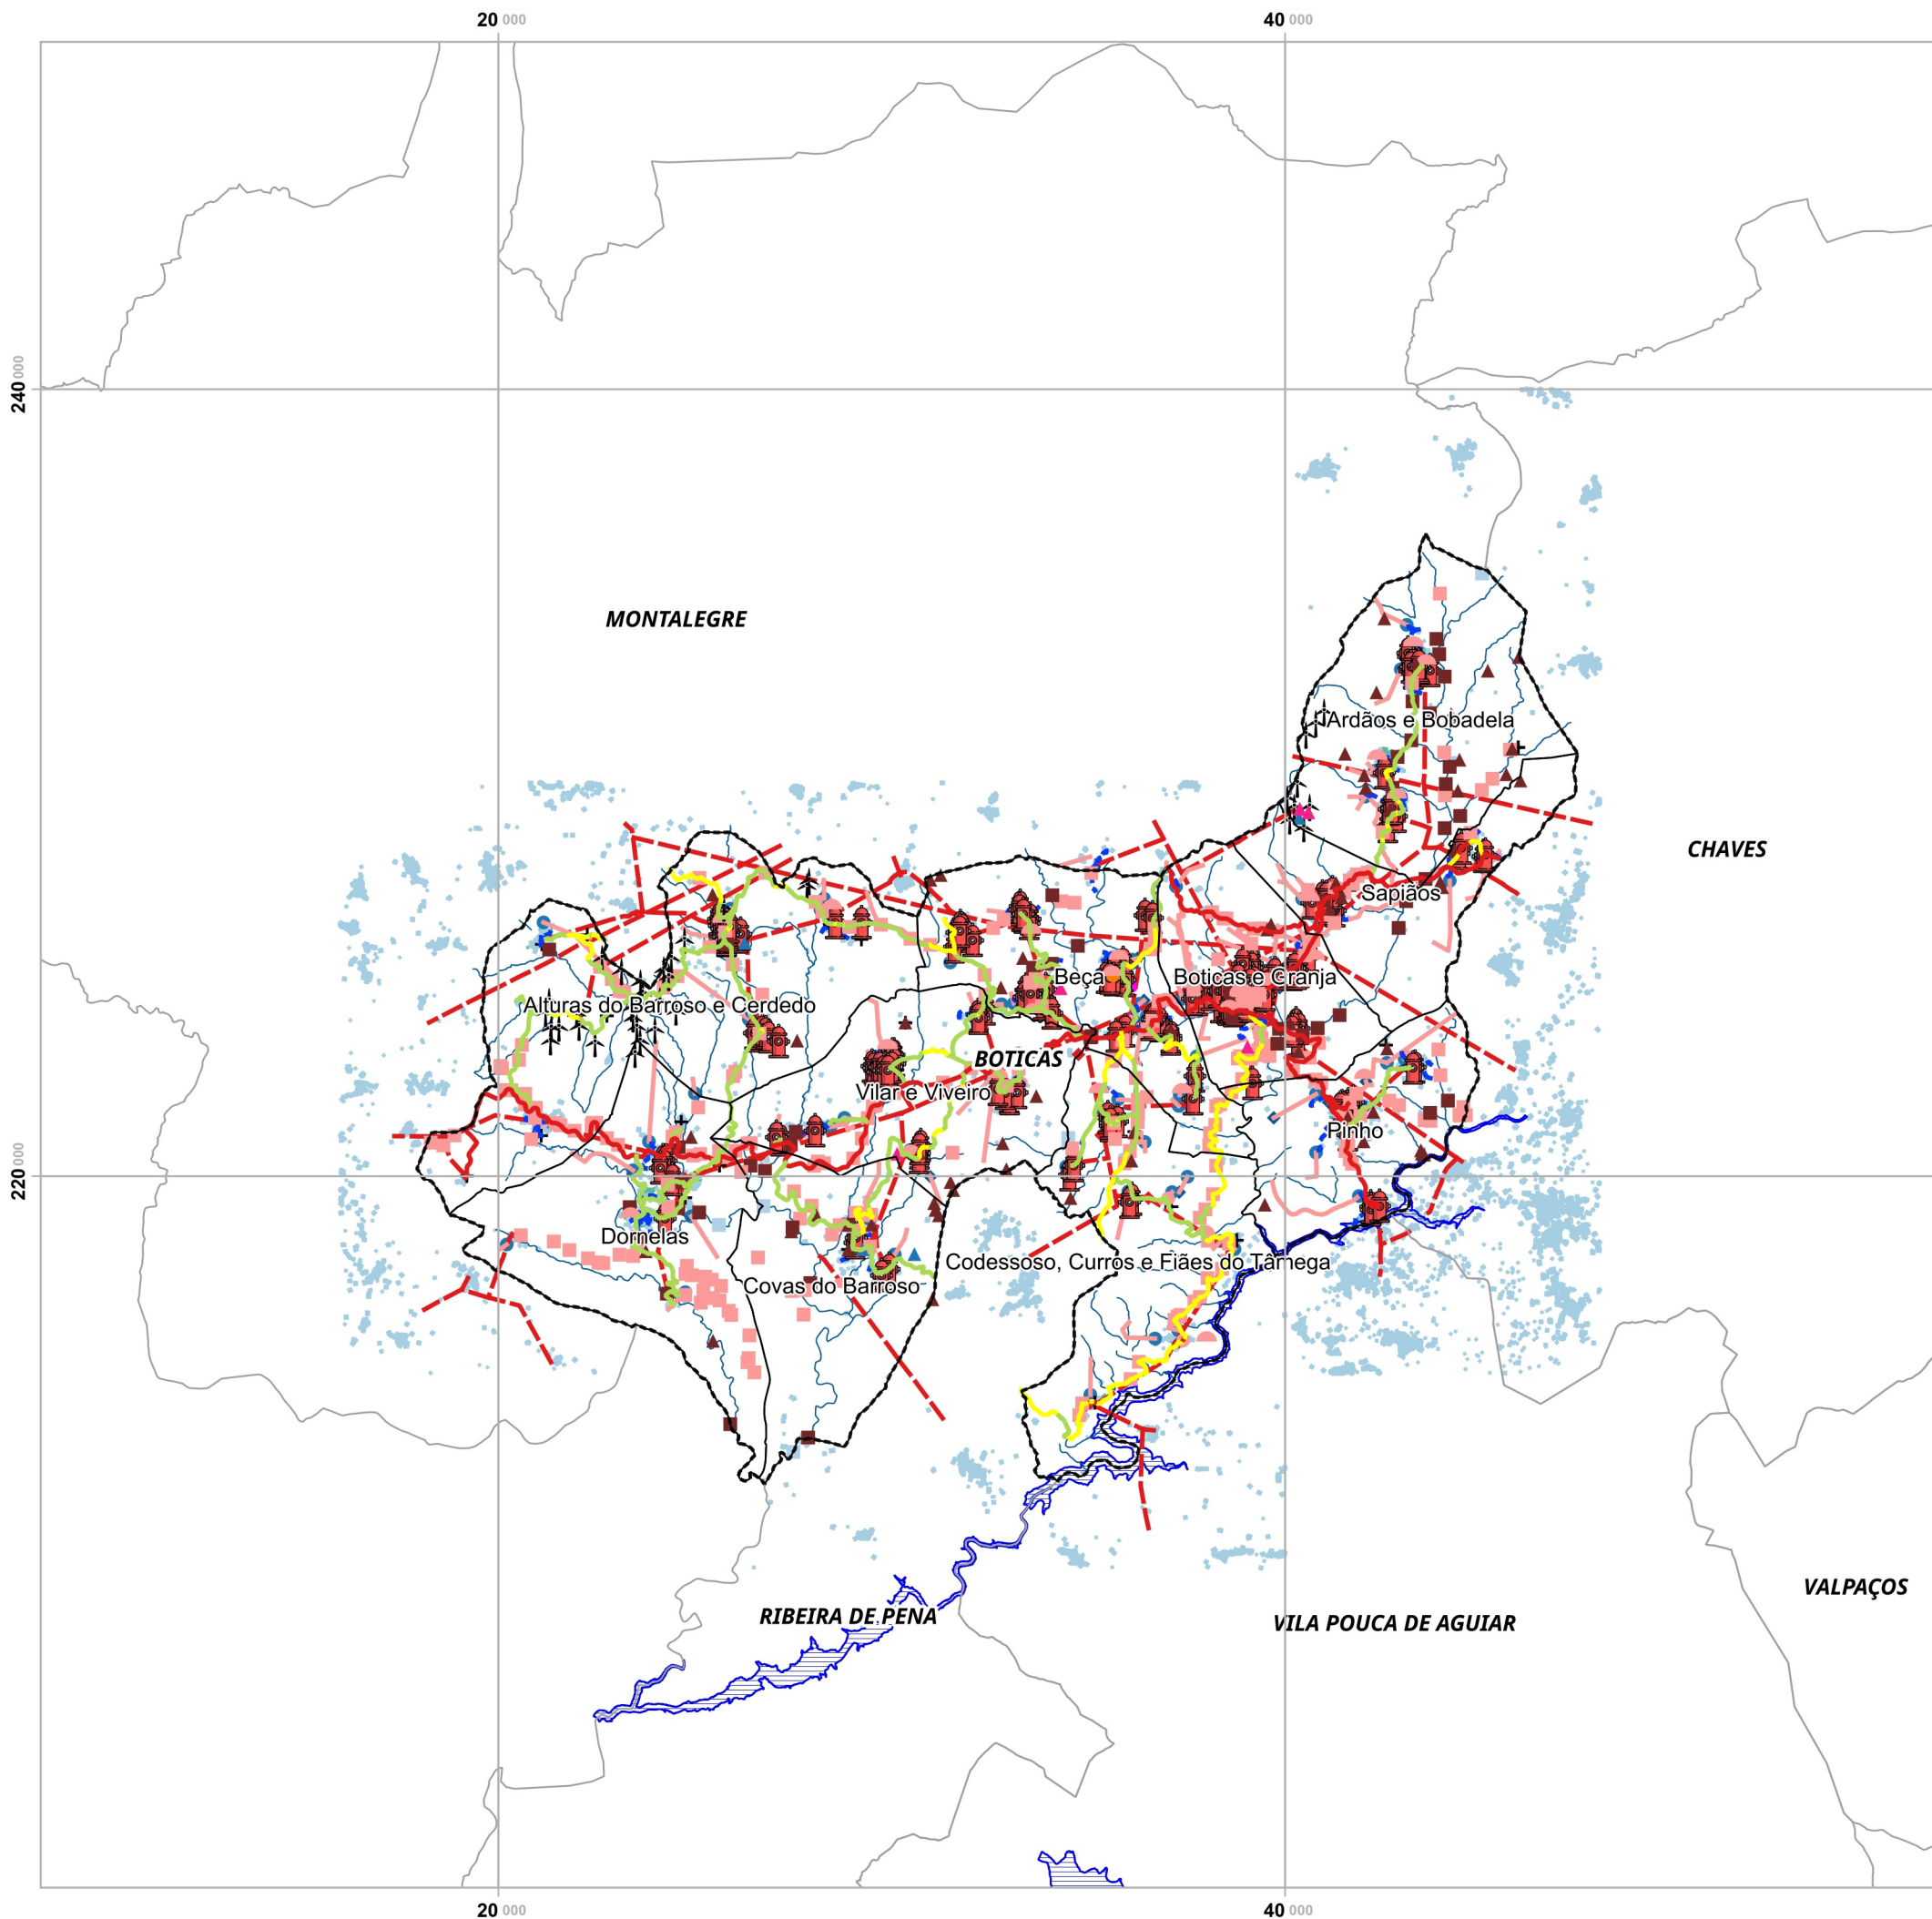 20 000
40 000
240 000
MONTALEGRE
Ardãos e Bobadela
CHAVES
Sapiãos
Beça
Boticas e Granja
Alturas do Barroso e Cerdedo
BOTICAS
Vilar e Viveiro
Pinho
220 000
Dornelas
Codessoso, Curros e Fiães do Tâmega
Covas do Barroso
VALPAÇOS
RIBEIRA DE PENA
VILA POUCA DE AGUIAR
20 000
40 000